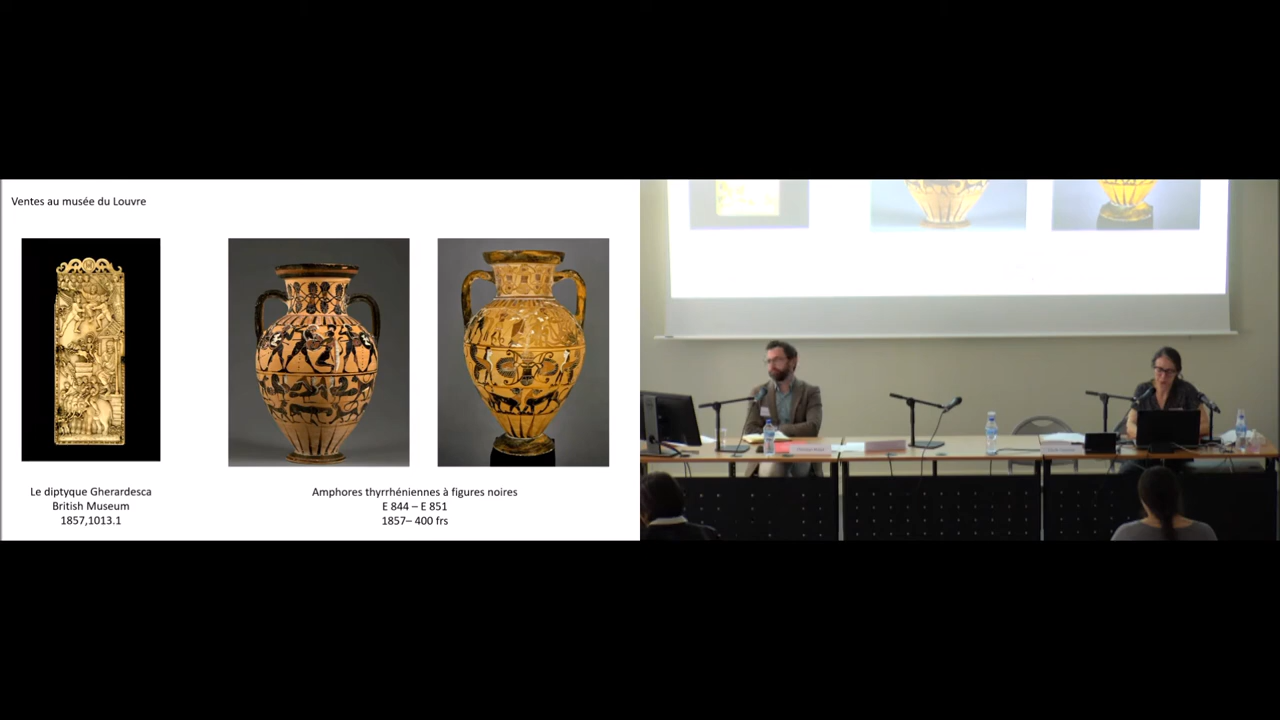 Ventes au musée du Louvre
Le diptyque Gherardesca
British Museum
1857,1013.1
Amphores thyrrhéniennes à figures noires
E 844 – E 851
1857– 400 frs